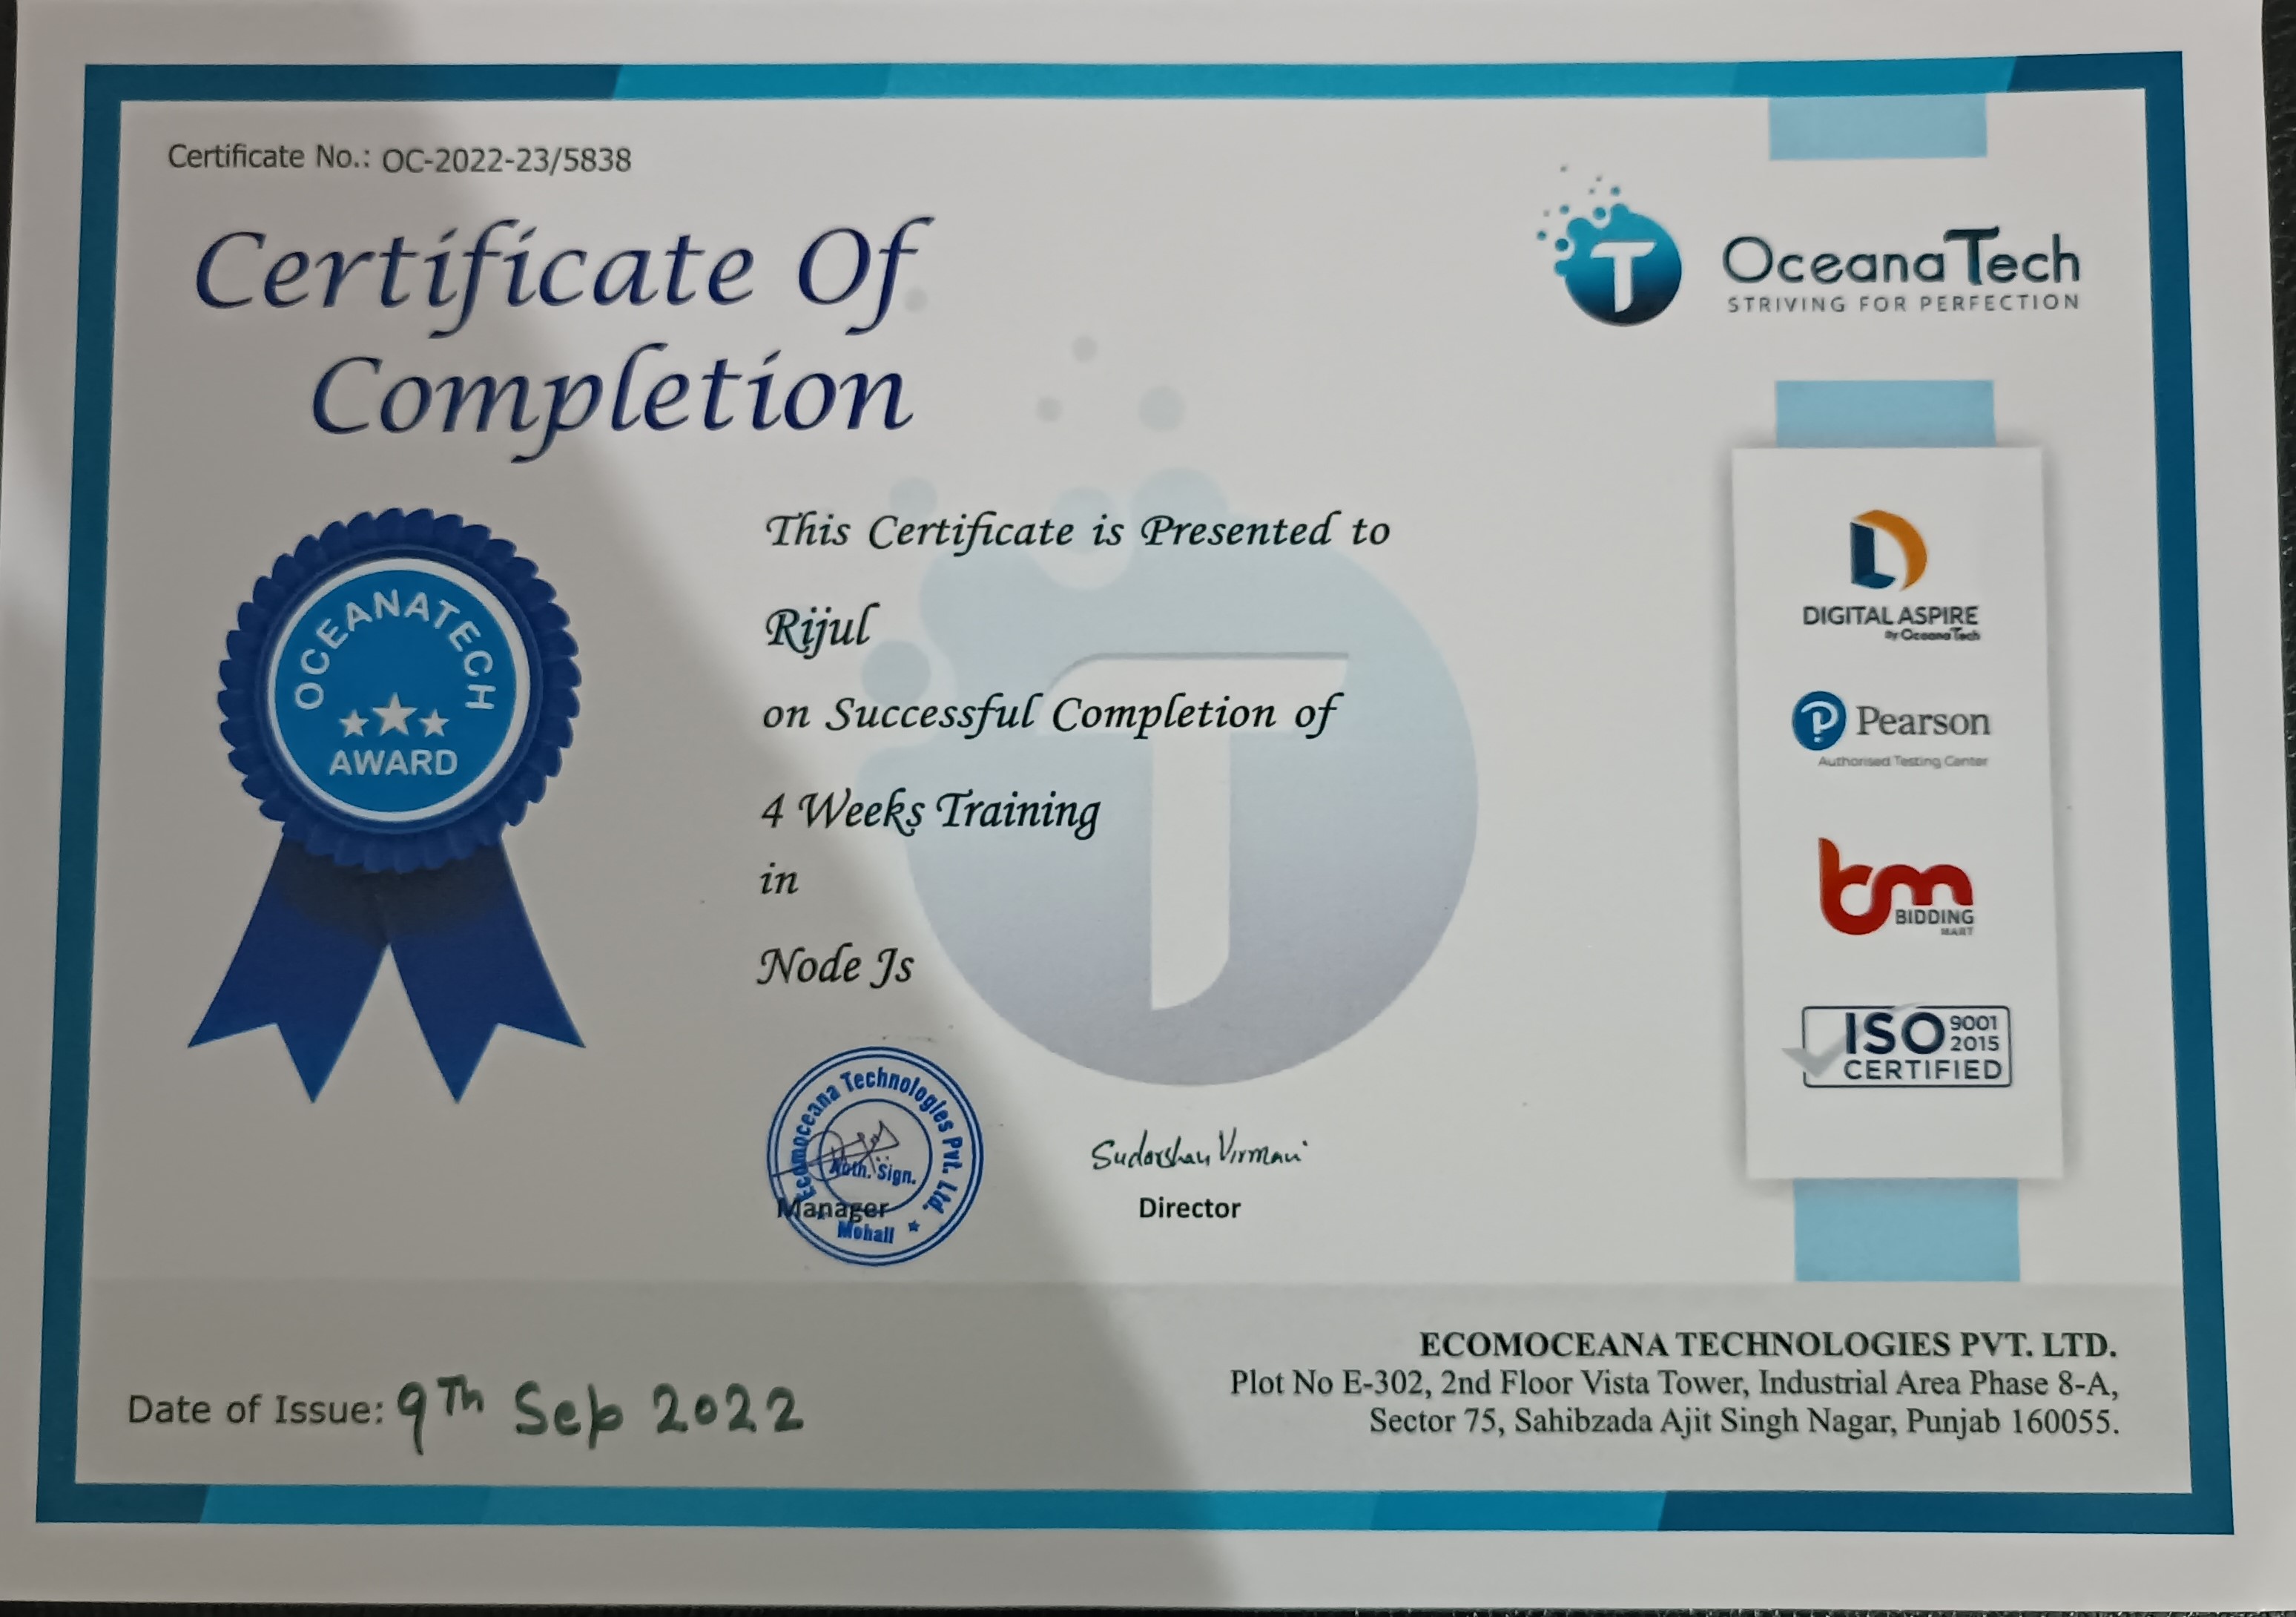 Certificate No.: OC-2022-23/5838
Certificate Of
Completion
OceanaTech
STRIVING FOR PERFECTION
OCEANATECH
AWARD
This Certificate is Presented to
Rijul
on Successful Completion of
4 Weeks Training
in
Node Js
DIGITAL ASPIRE
By OceanaTech
Pearson
Authorised Testing Center
bm
BIDDING
MART
ISO 9001
2015
CERTIFIED
Ecomoceana Technologies Pvt. Ltd.
Auth. Sign.
Manager
Mohali
Sudarshan Virmani
Director
Date of Issue: 9Th Sep 2022
ECOMOCEANA TECHNOLOGIES PVT. LTD.
Plot No E-302, 2nd Floor Vista Tower, Industrial Area Phase 8-A,
Sector 75, Sahibzada Ajit Singh Nagar, Punjab 160055.